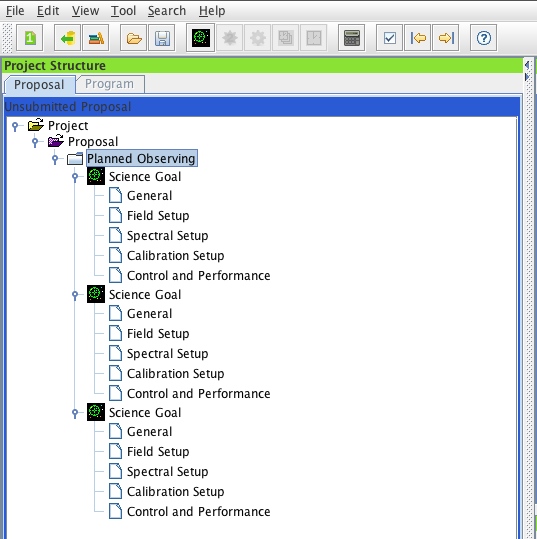 File Edit View Tool Search Help
1
Project Structure
Proposal Program
Unsubmitted Proposal
Project
Proposal
Planned Observing
Science Goal
General
Field Setup
Spectral Setup
Calibration Setup
Control and Performance
Science Goal
General
Field Setup
Spectral Setup
Calibration Setup
Control and Performance
Science Goal
General
Field Setup
Spectral Setup
Calibration Setup
Control and Performance